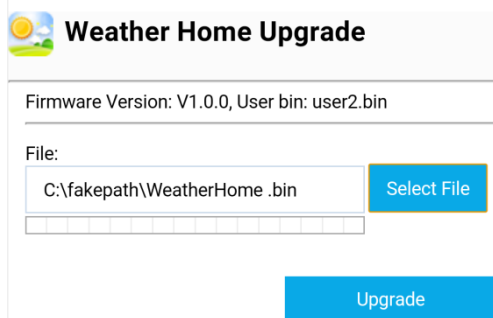 Weather Home Upgrade
Firmware Version: V1.0.0, User bin: user2.bin
File:
C:\fakepath\WeatherHome .bin
Select File
Upgrade